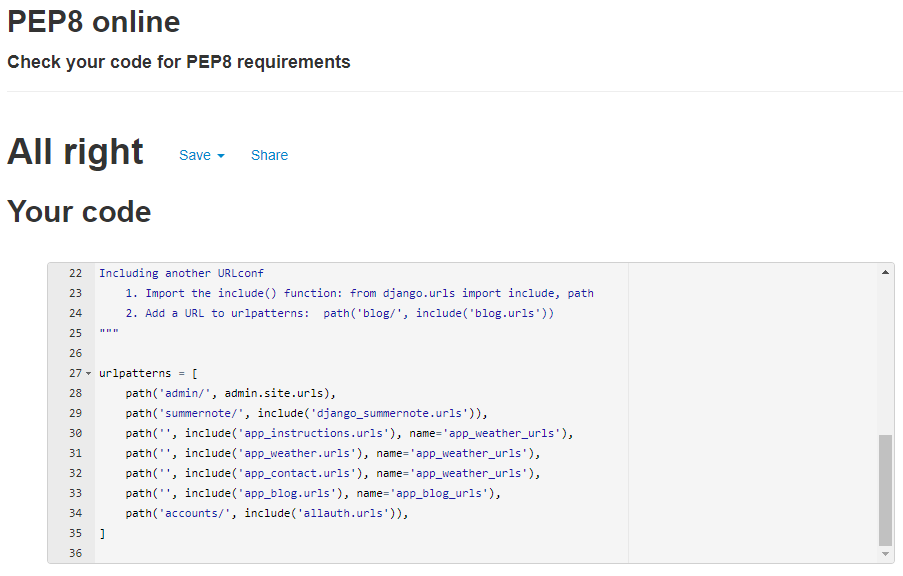 PEP8 online
Check your code for PEP8 requirements
All right Save Share
Your code
22 Including another URLconf
23     1. Import the include() function: from django.urls import include, path
24     2. Add a URL to urlpatterns:  path('blog/', include('blog.urls'))
25 """
26
27 urlpatterns = [
28     path('admin/', admin.site.urls),
29     path('summernote/', include('django_summernote.urls')),
30     path('', include('app_instructions.urls'), name='app_weather_urls'),
31     path('', include('app_weather.urls'), name='app_weather_urls'),
32     path('', include('app_contact.urls'), name='app_weather_urls'),
33     path('', include('app_blog.urls'), name='app_blog_urls'),
34     path('accounts/', include('allauth.urls')),
35 ]
36